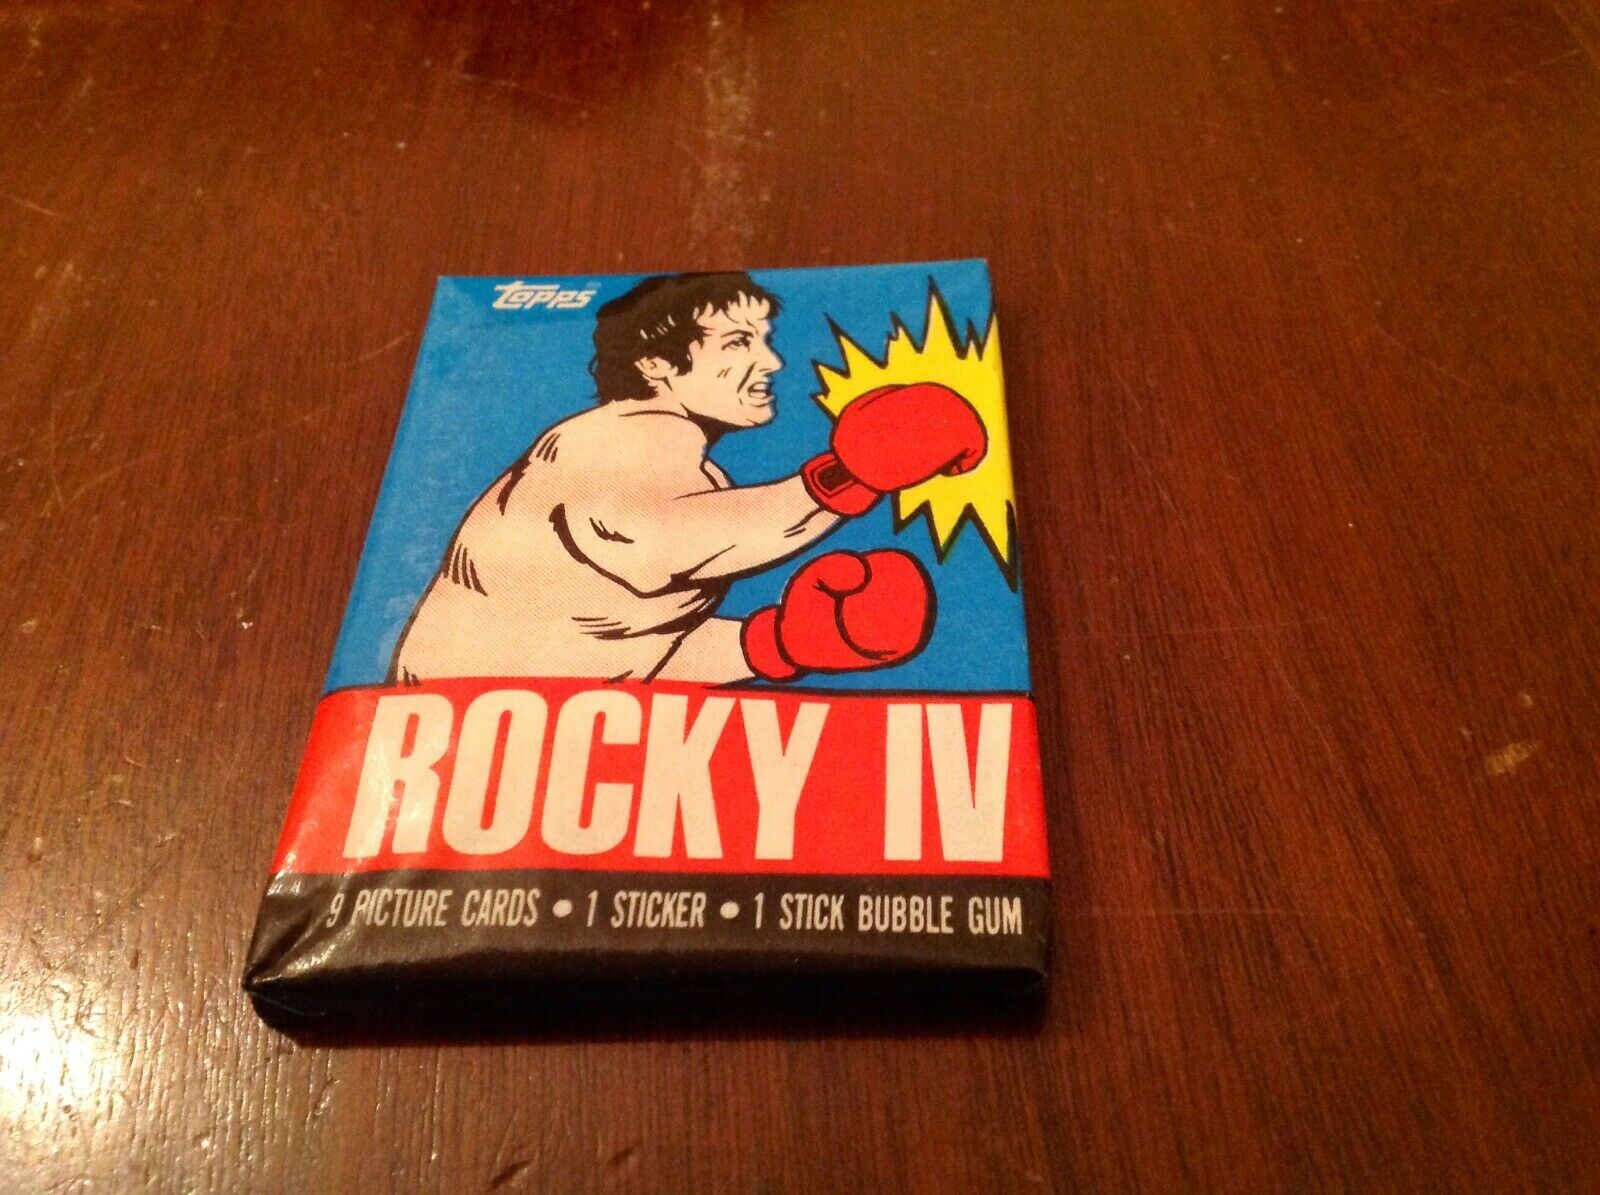 topps
ROCKY IV
9 PICTURE CARDS • 1 STICKER • 1 STICK BUBBLE GUM